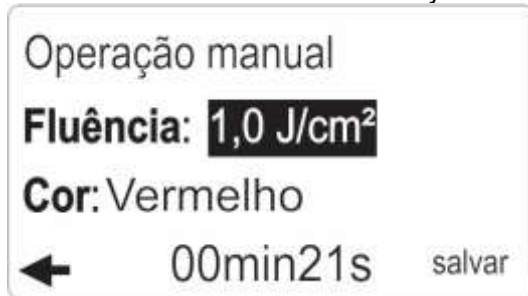 Operação manual
Fluência: 1,0 J/cm²
Cor: Vermelho
00min21s salvar